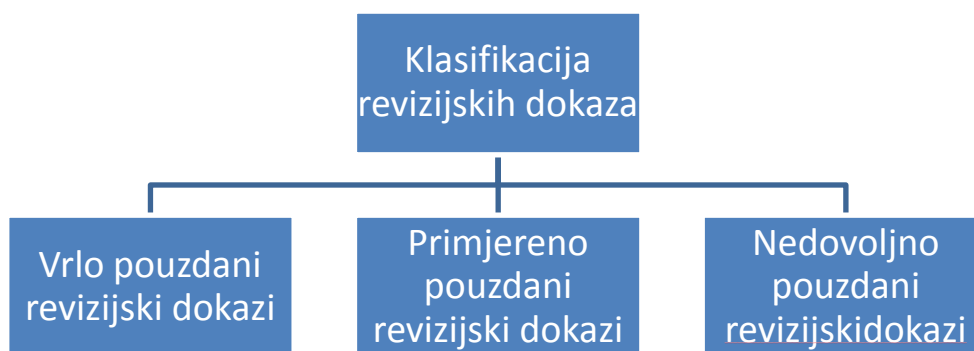 Klasifikacija
revizijskih dokaza
Vrlo pouzdani
revizijski dokazi
Primjereno
pouzdani
revizijski dokazi
Nedovoljno
pouzdani
revizijskidokazi